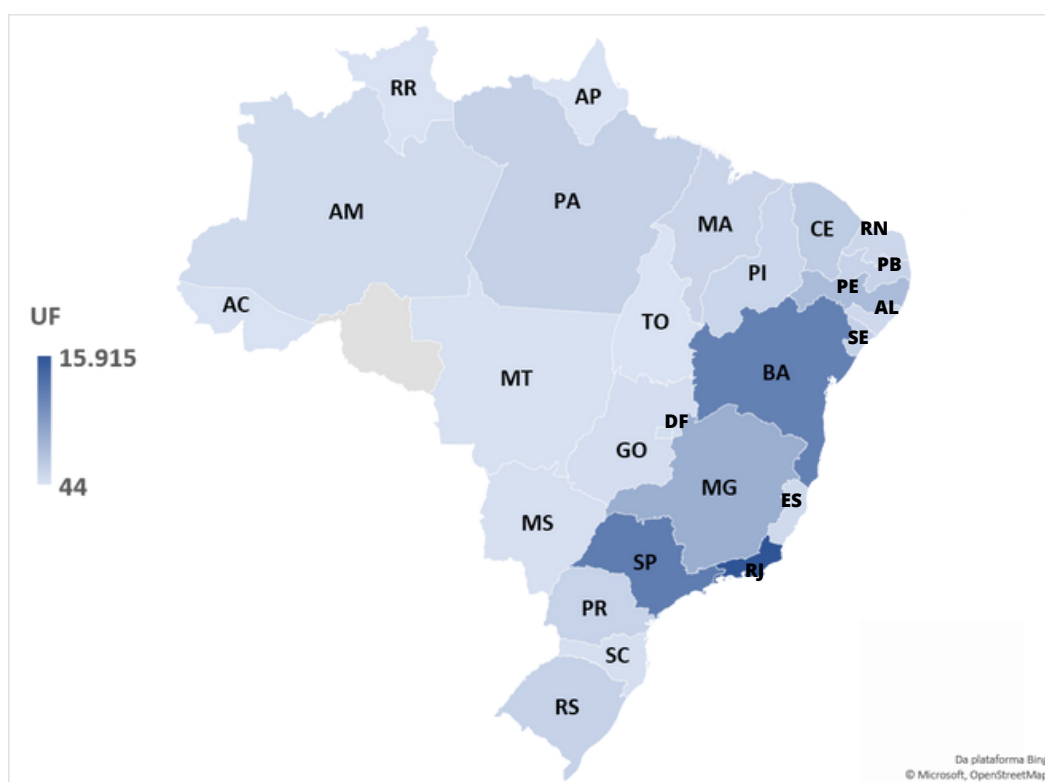 RR
AP
AM
PA
MA
CE
RN
PB
PI
PE
AL
AC
SE
UF
TO
15.915
BA
MT
DF
GO
44
MG
ES
MS
SP
RJ
PR
SC
RS
Da plataforma Bing
© Microsoft, OpenStreetMap